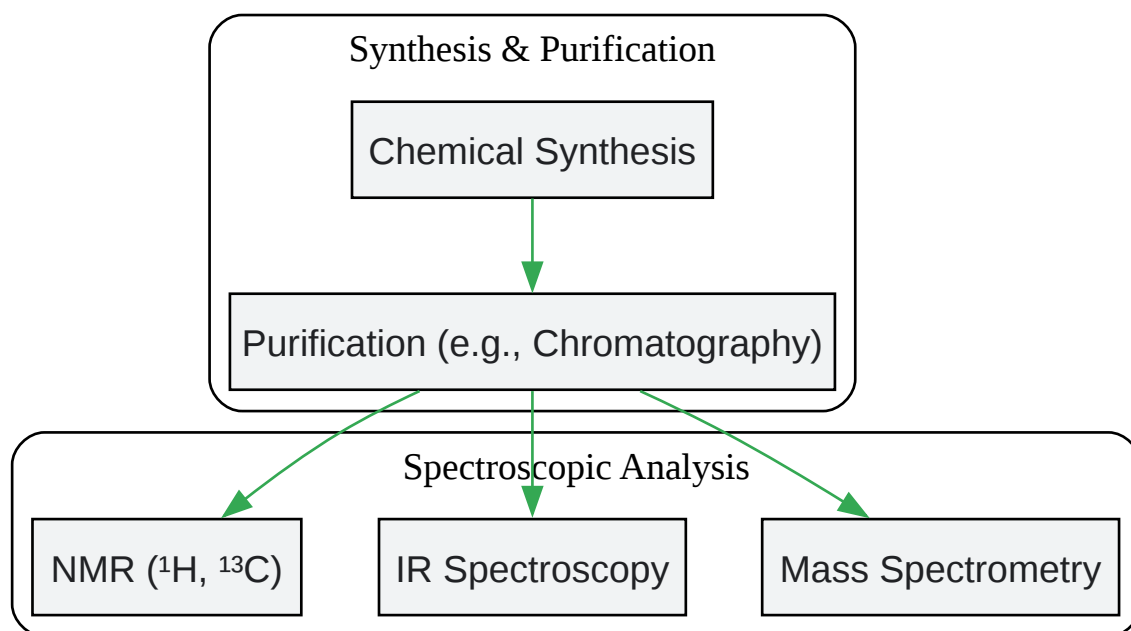 Synthesis & Purification
Chemical Synthesis
Purification (e.g., Chromatography)
Spectroscopic Analysis
NMR (¹H, ¹³C)
IR Spectroscopy
Mass Spectrometry